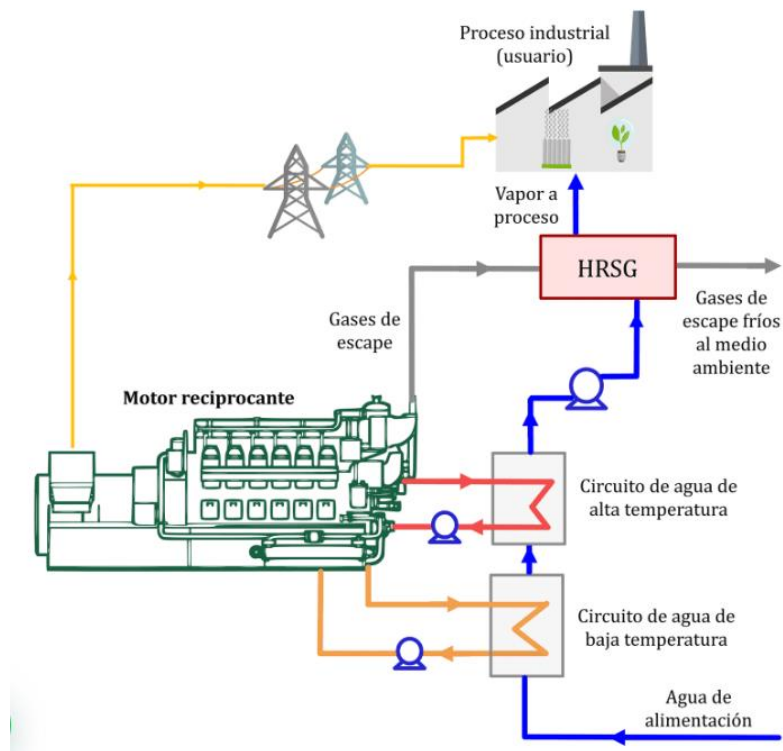 Proceso industrial
(usuario)
Vapor a
proceso
HRSG
Gases de
escape
Gases de
escape fríos
al medio
ambiente
Motor reciprocante
Circuito de agua de
alta temperatura
Circuito de agua de
baja temperatura
Agua de
alimentación